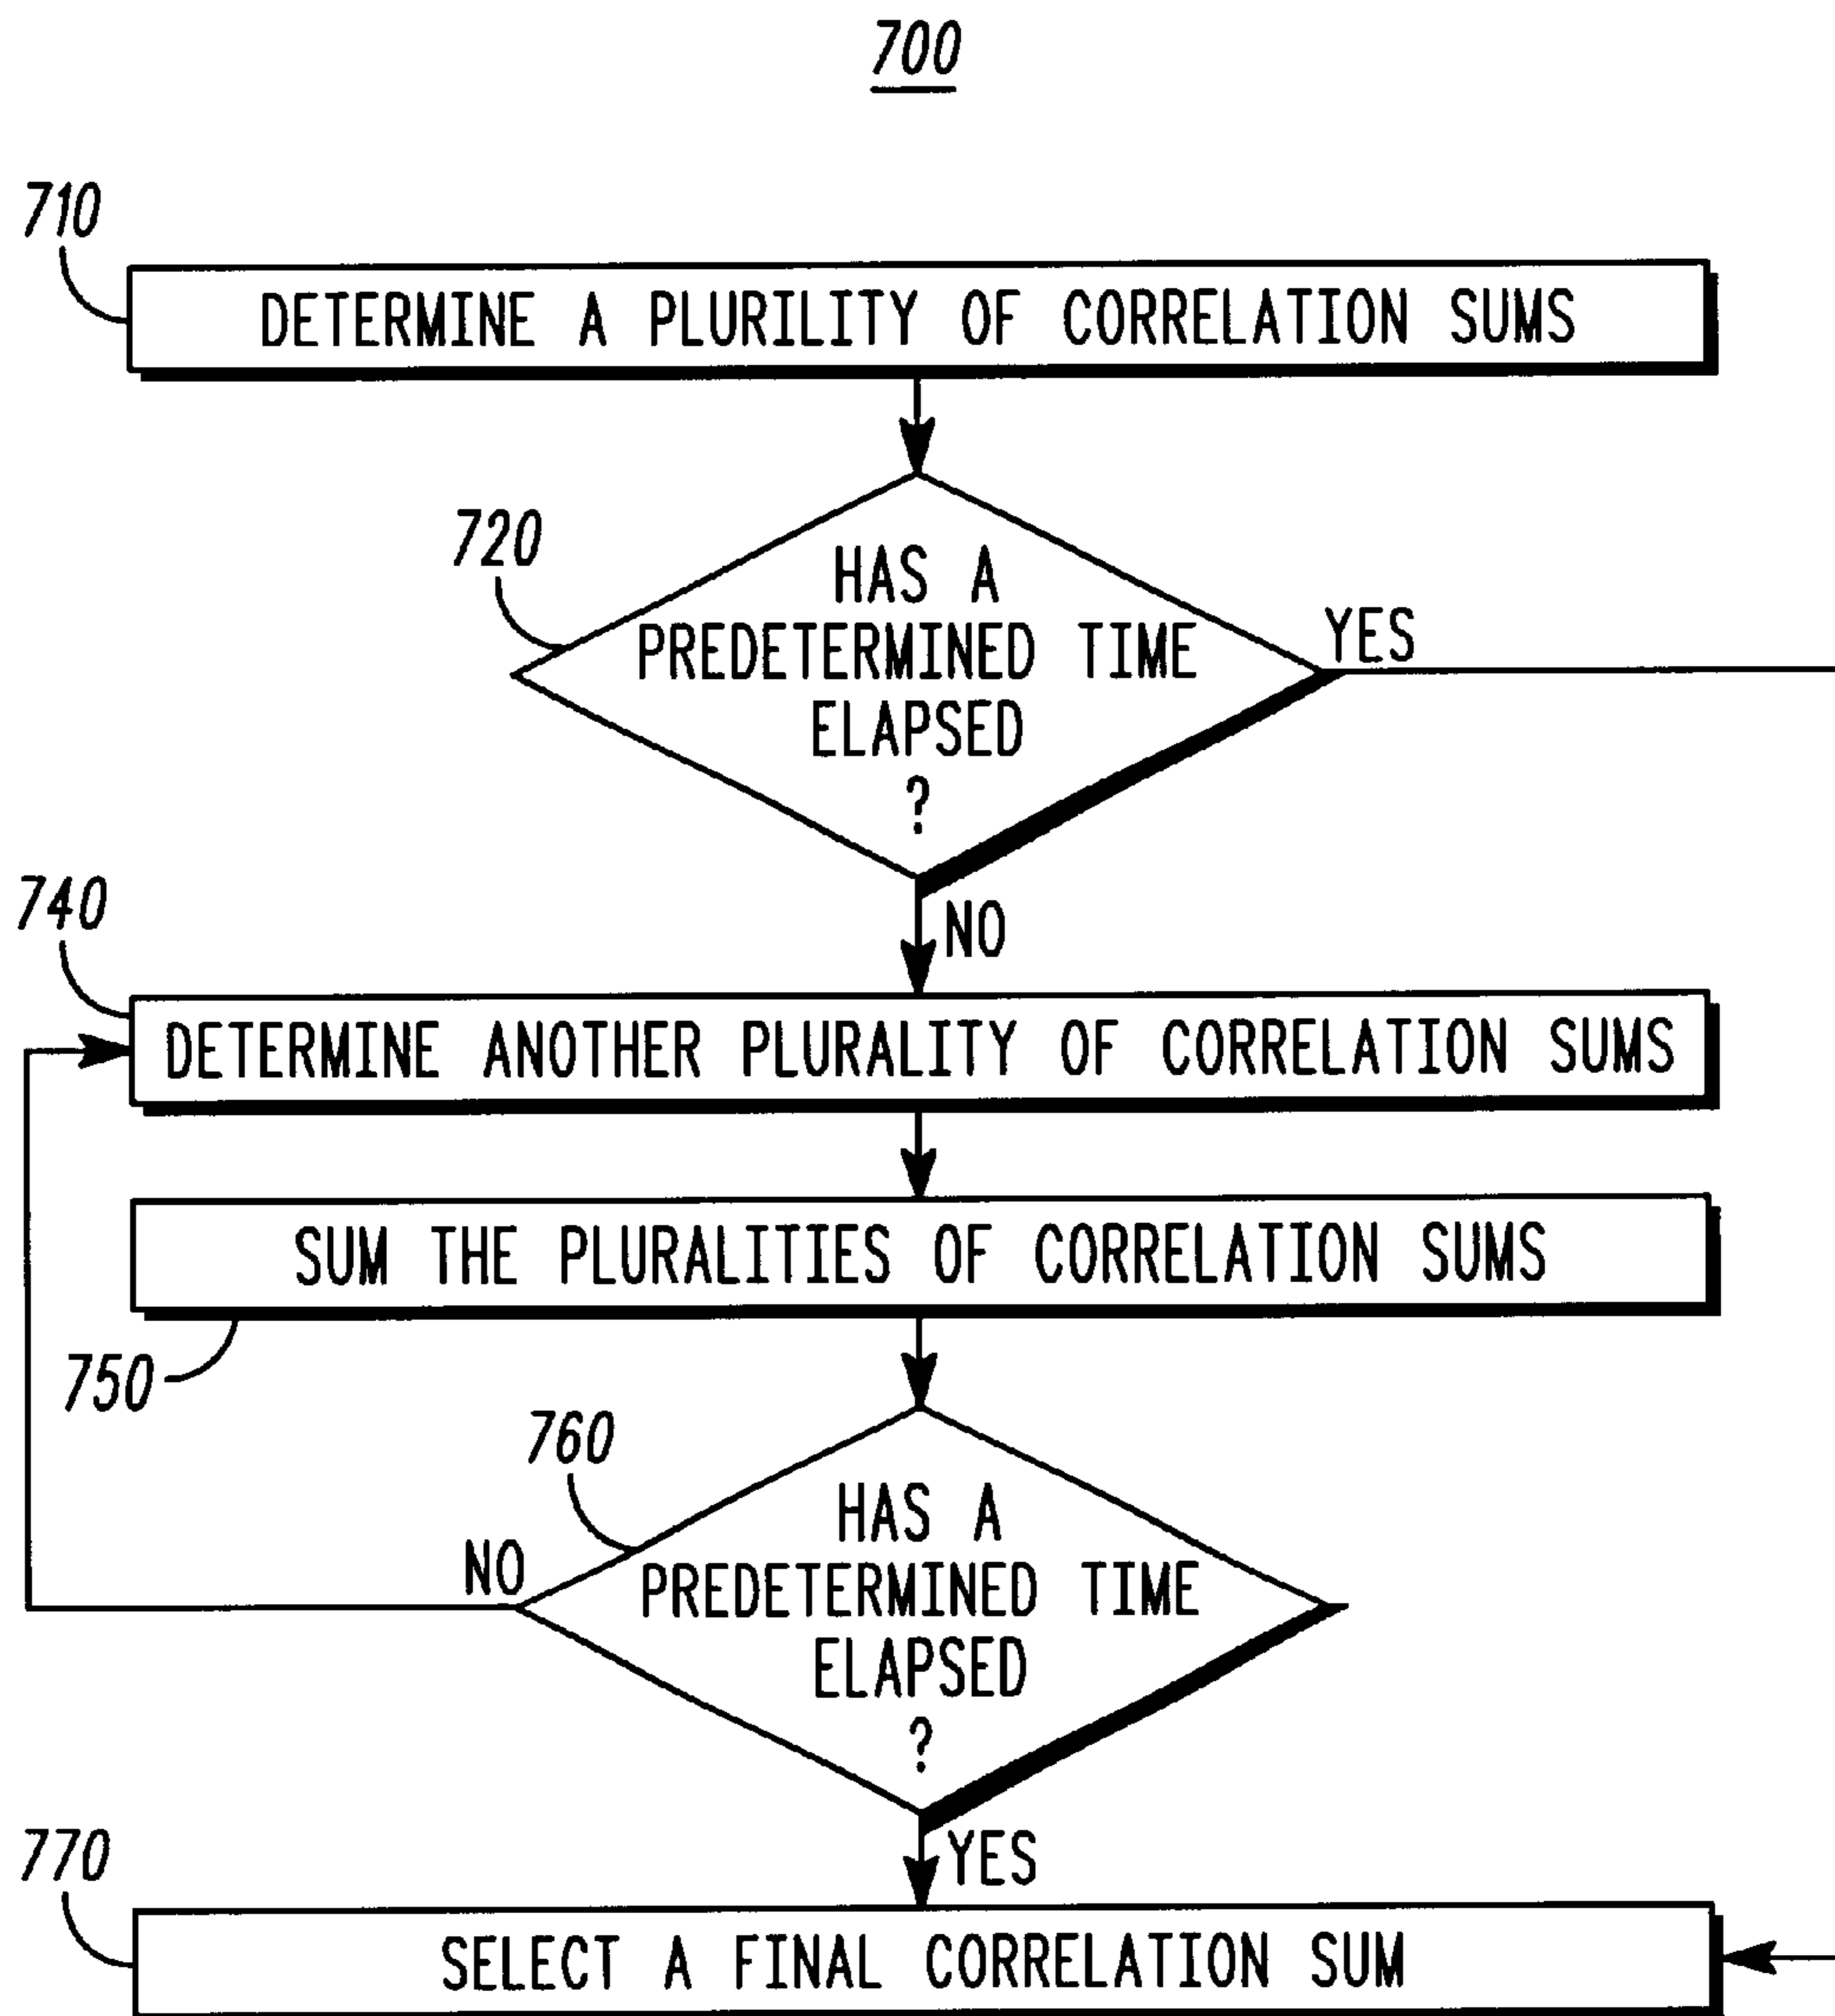 700
710
DETERMINE A PLURILITY OF CORRELATION SUMS
720
HAS A
PREDETERMINED TIME
ELAPSED
?
YES
NO
740
DETERMINE ANOTHER PLURALITY OF CORRELATION SUMS
SUM THE PLURALITIES OF CORRELATION SUMS
750
760
HAS A
PREDETERMINED TIME
ELAPSED
?
NO
YES
770
SELECT A FINAL CORRELATION SUM